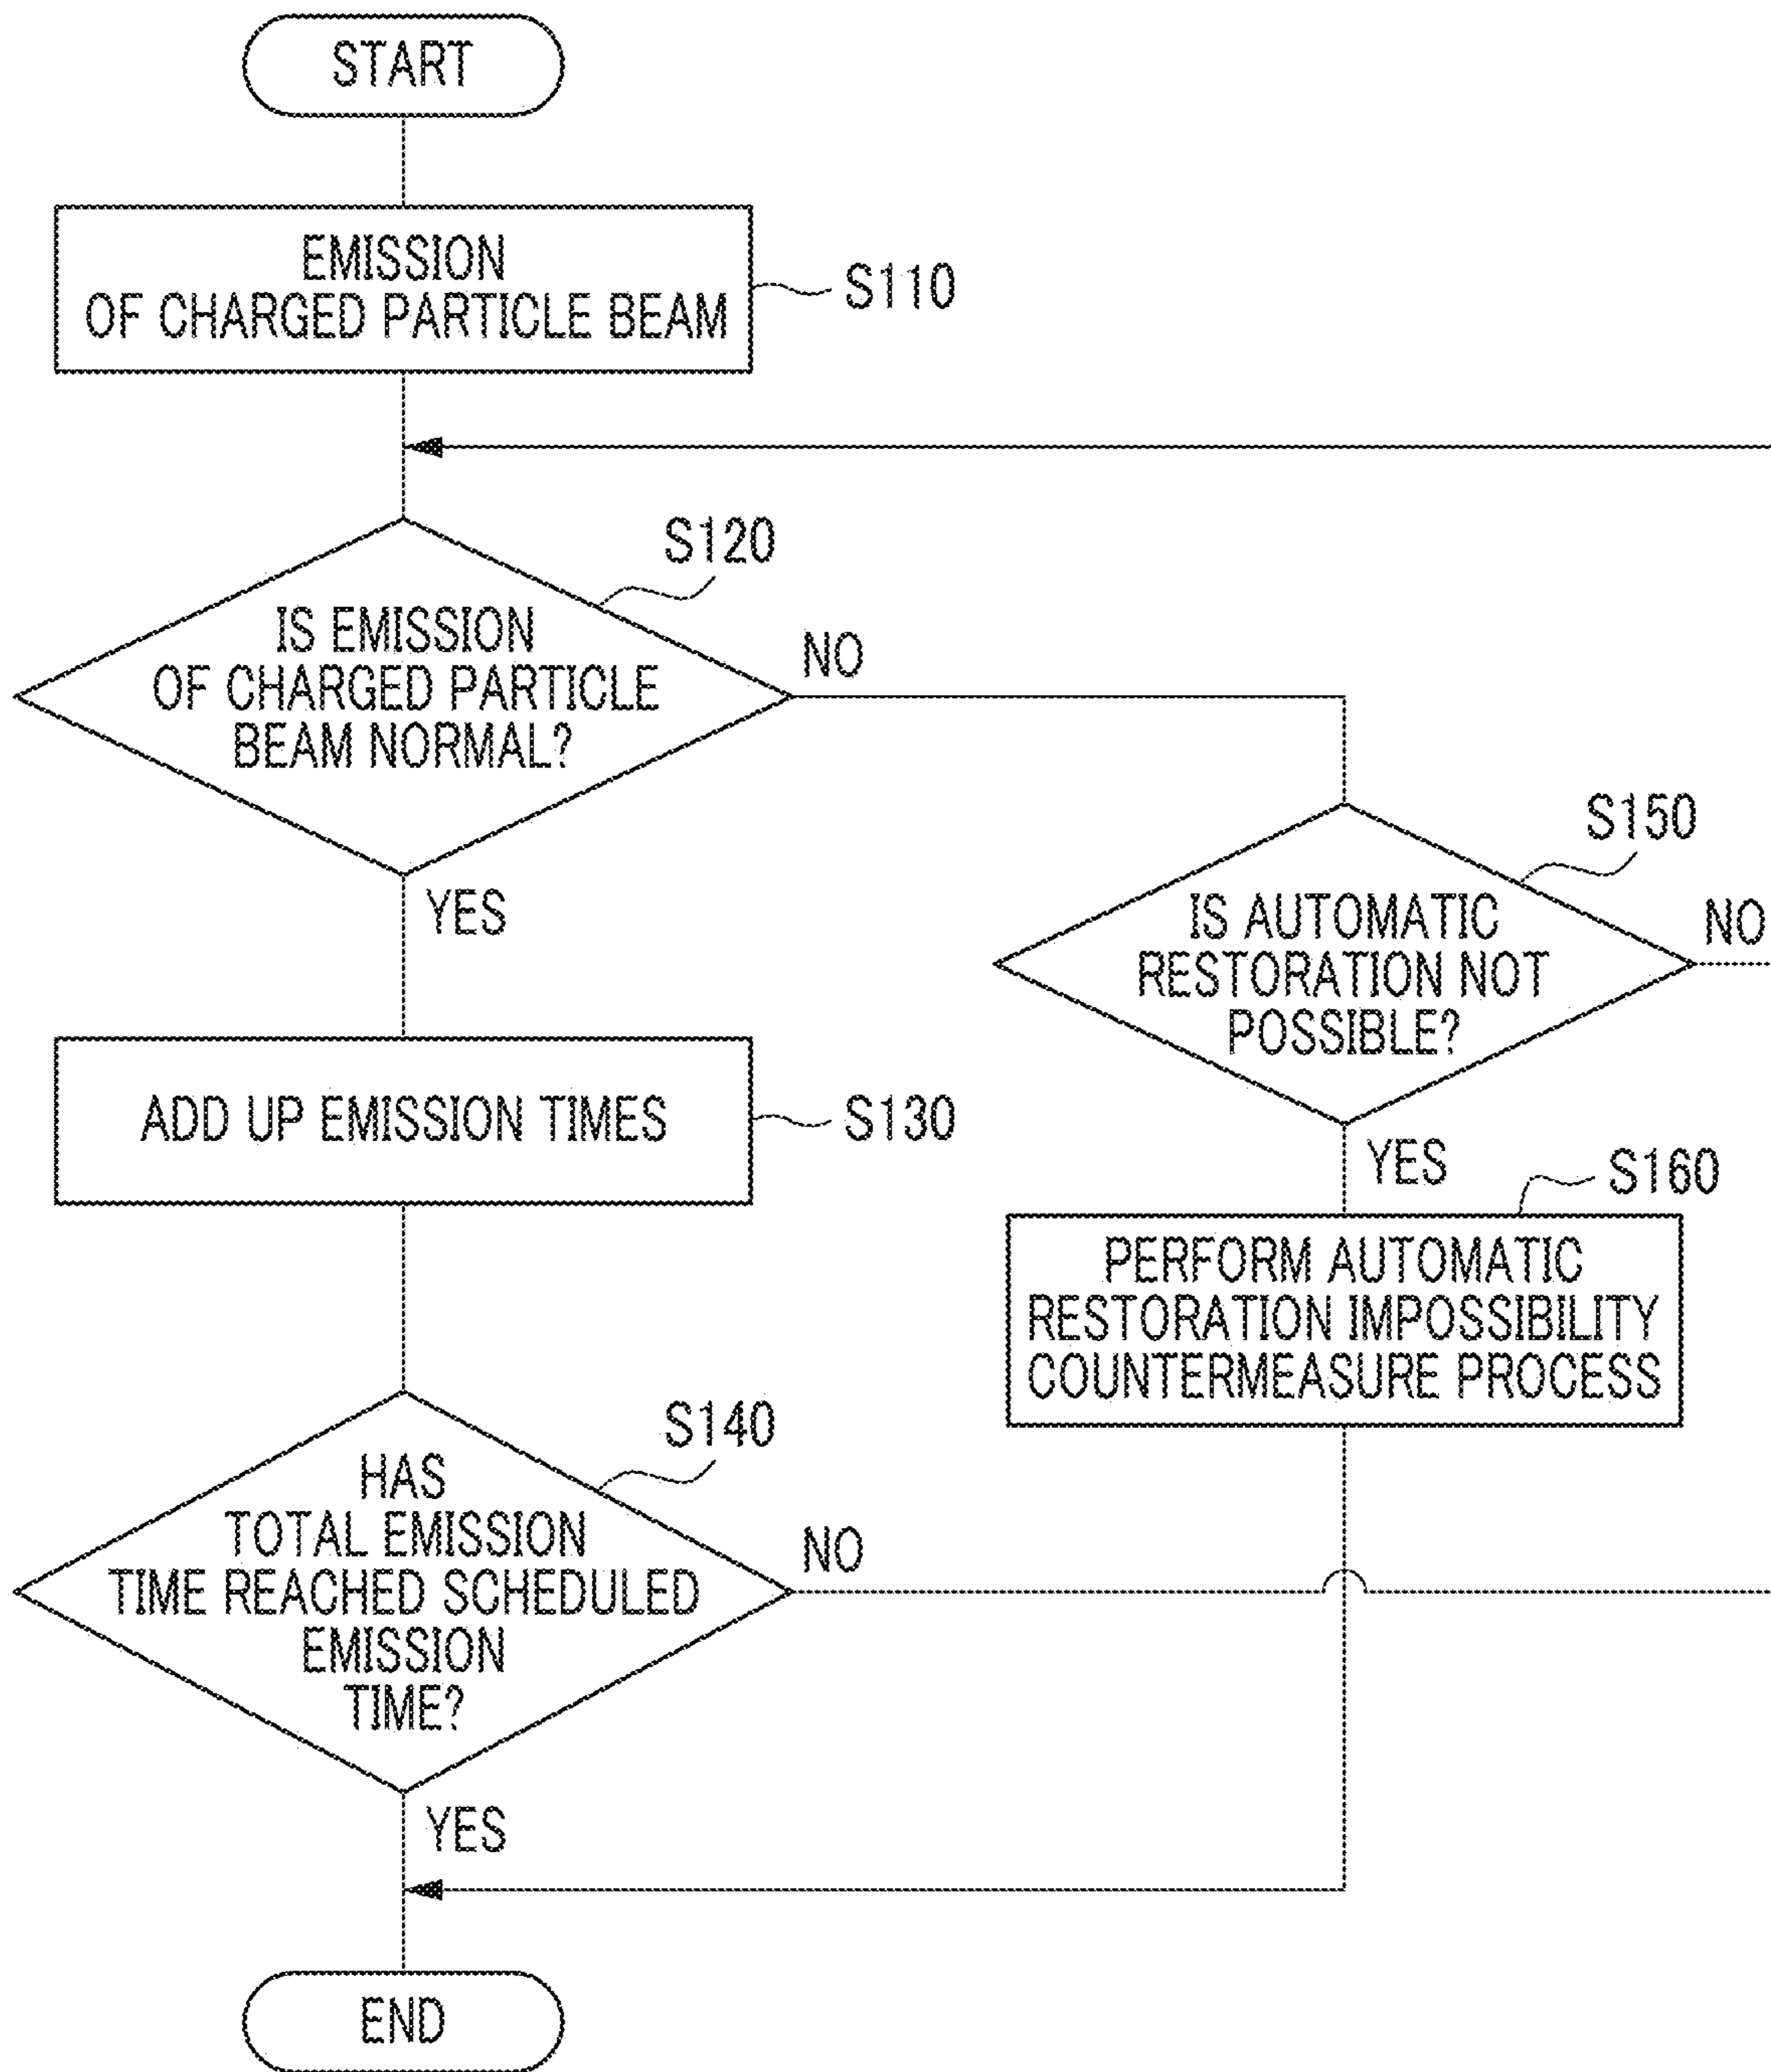 START
EMISSION
OF CHARGED PARTICLE BEAM
S110
S120
IS EMISSION
OF CHARGED PARTICLE
BEAM NORMAL?
NO
YES
S150
IS AUTOMATIC
RESTORATION NOT
POSSIBLE?
NO
YES
ADD UP EMISSION TIMES
S130
S160
PERFORM AUTOMATIC
RESTORATION IMPOSSIBILITY
COUNTERMEASURE PROCESS
S140
HAS
TOTAL EMISSION
TIME REACHED SCHEDULED
EMISSION
TIME?
NO
YES
END